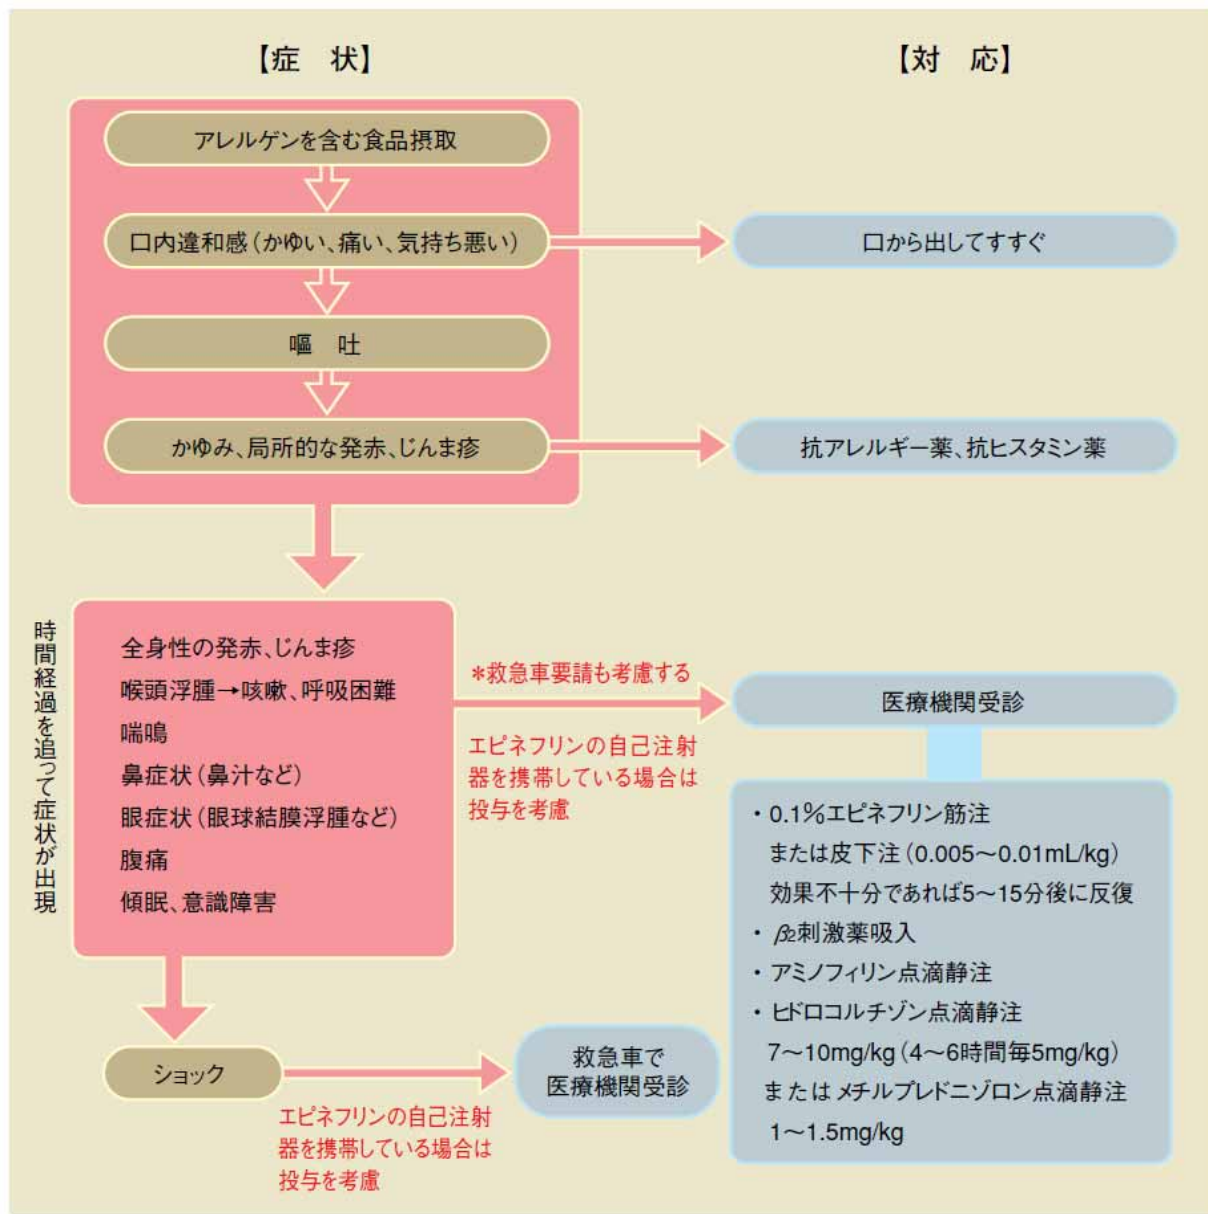 【症　状】
【対　応】
アレルゲンを含む食品摂取
口内違和感(かゆい、痛い、気持ち悪い)
口から出してすすぐ
嘔　吐
かゆみ、局所的な発赤、じんま疹
抗アレルギー薬、抗ヒスタミン薬
時間経過を追って症状が出現
全身性の発赤、じんま疹
喉頭浮腫→咳嗽、呼吸困難
喘鳴
鼻症状(鼻汁など)
眼症状(眼球結膜浮腫など)
腹痛
傾眠、意識障害
*救急車要請も考慮する
エピネフリンの自己注射
器を携帯している場合は
投与を考慮
医療機関受診
・0.1%エピネフリン筋注
または皮下注(0.005〜0.01mL/kg)
効果不十分であれば5〜15分後に反復
・β2刺激薬吸入
・アミノフィリン点滴静注
・ヒドロコルチゾン点滴静注
7〜10mg/kg(4〜6時間毎5mg/kg)
またはメチルプレドニゾロン点滴静注
1〜1.5mg/kg
ショック
エピネフリンの自己注射
器を携帯している場合は
投与を考慮
救急車で
医療機関受診